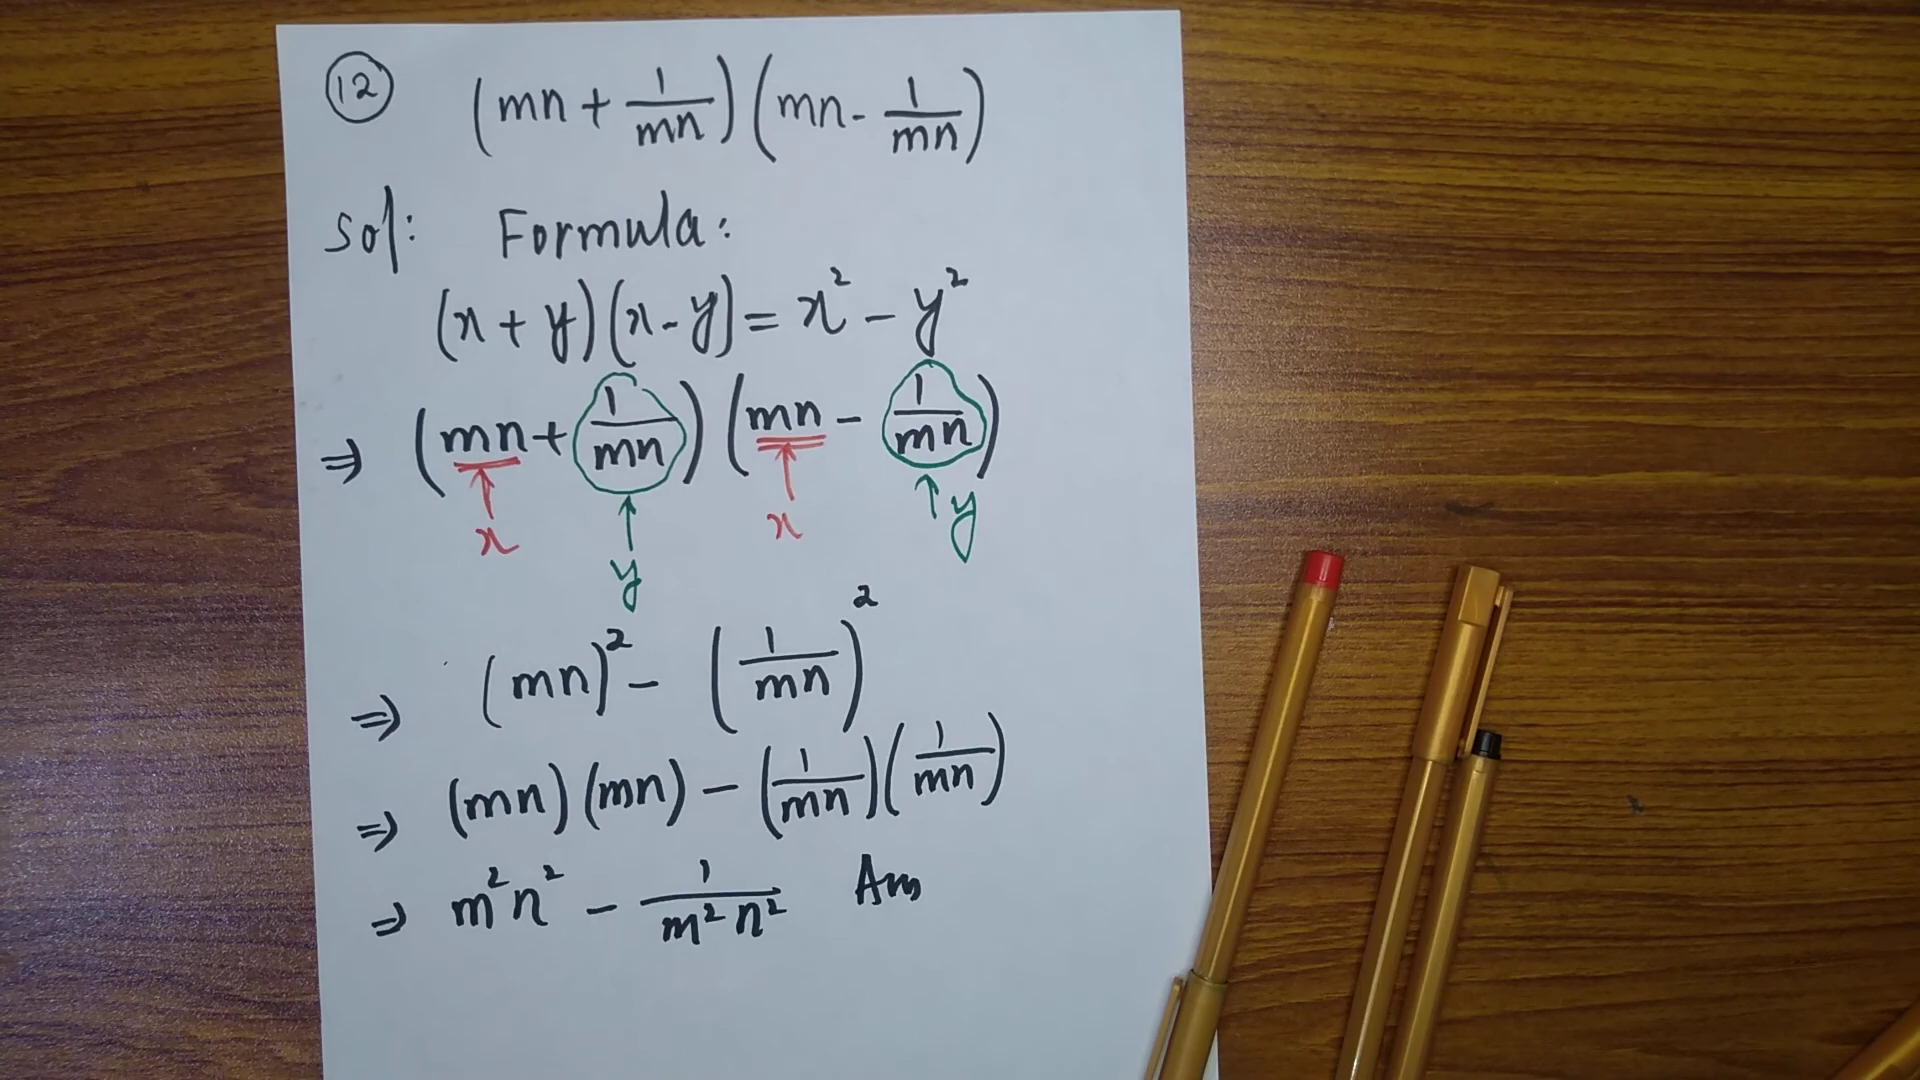 12 (mn + 1/mn) (mn - 1/mn)
Sol: Formula:
(x + y) (x - y) = x² - y²
⇒ (mn + 1/mn) (mn - 1/mn)
x y x y
⇒ (mn)² - (1/mn)²
⇒ (mn) (mn) - (1/mn) (1/mn)
⇒ m²n² - 1/m²n² Ans